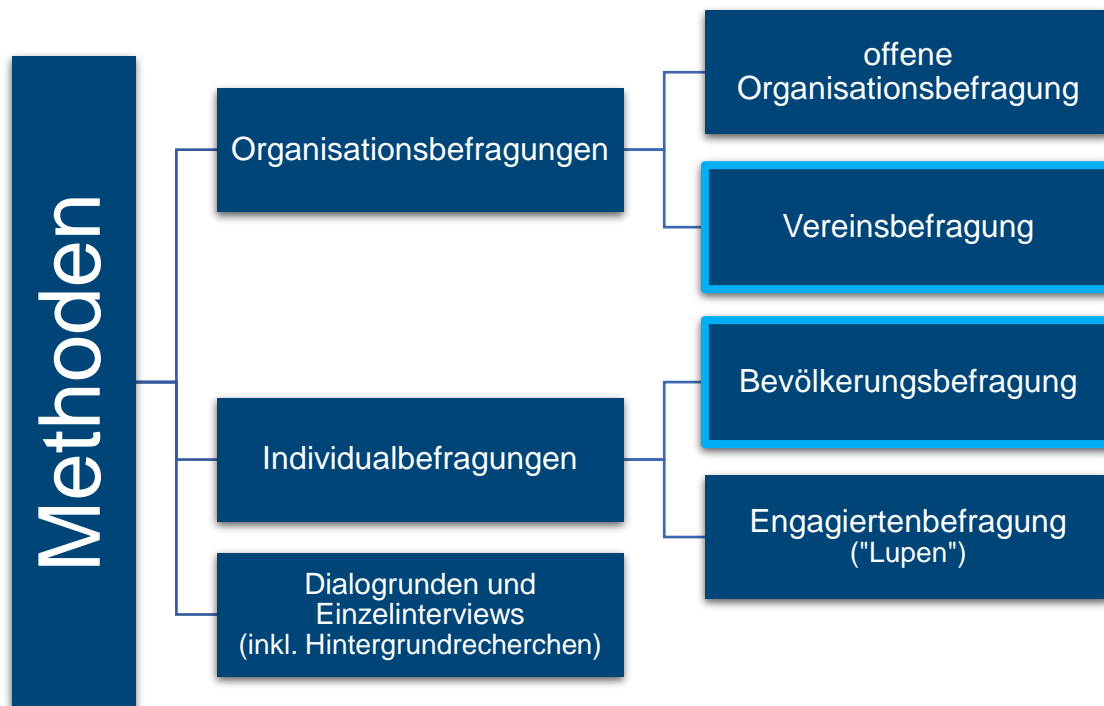 Methoden
Organisationsbefragungen
offene
Organisationsbefragung
Vereinsbefragung
Individualbefragungen
Bevölkerungsbefragung
Engagiertenbefragung
("Lupen")
Dialogrunden und
Einzelinterviews
(inkl. Hintergrundrecherchen)